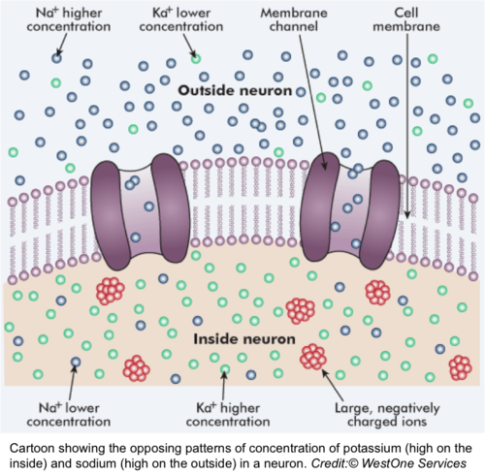 Na+ higher
concentration
Ka+ lower
concentration
Membrane
channel
Cell
membrane
Outside neuron
Inside neuron
Na+ lower
concentration
Ka+ higher
concentration
Large, negatively
charged ions
Cartoon showing the opposing patterns of concentration of potassium (high on the
inside) and sodium (high on the outside) in a neuron. Credit:© WestOne Services